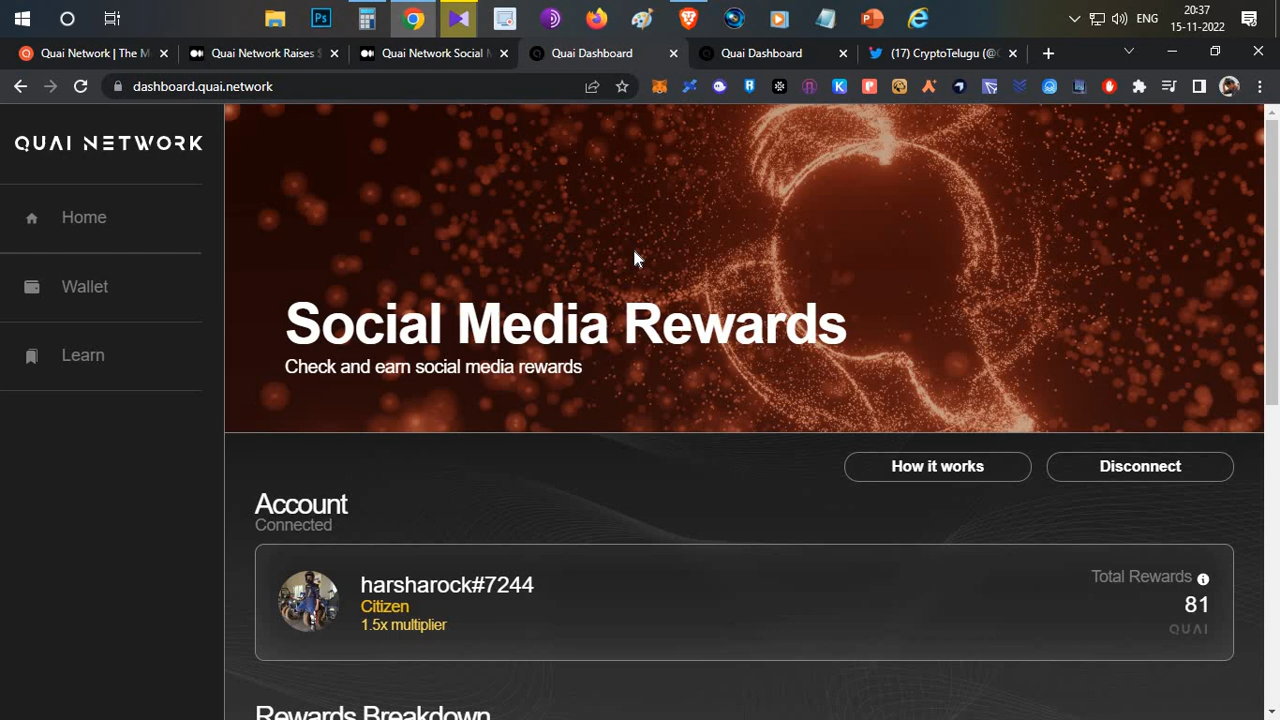 ENG
20:37
15-11-2022
Quai Network | The M
Quai Network Raises
Quai Network Social
Quai Dashboard
Quai Dashboard
(17) CryptoTelugu (@
dashboard.quai.network
QUAI NETWORK
Home
Wallet
Learn
Social Media Rewards
Check and earn social media rewards
How it works
Disconnect
Account
Connected
harsharock#7244
Citizen
1.5x multiplier
Total Rewards
81
QUAI
Rewards Breakdown